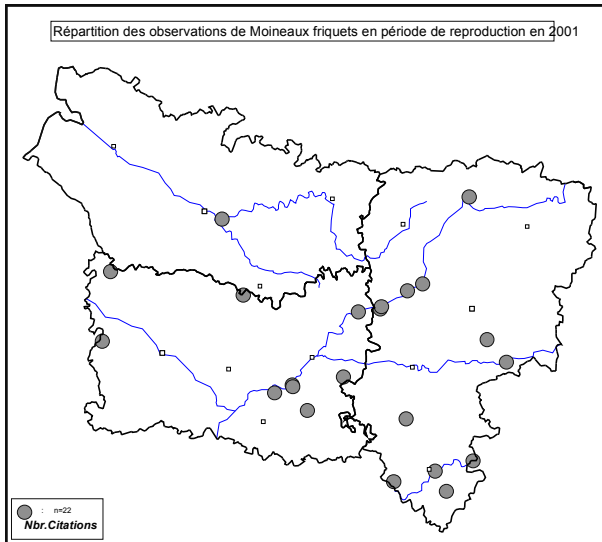 Répartition des observations de Moineaux friquets en période de reproduction en 2001
: n=22
Nbr.Citations